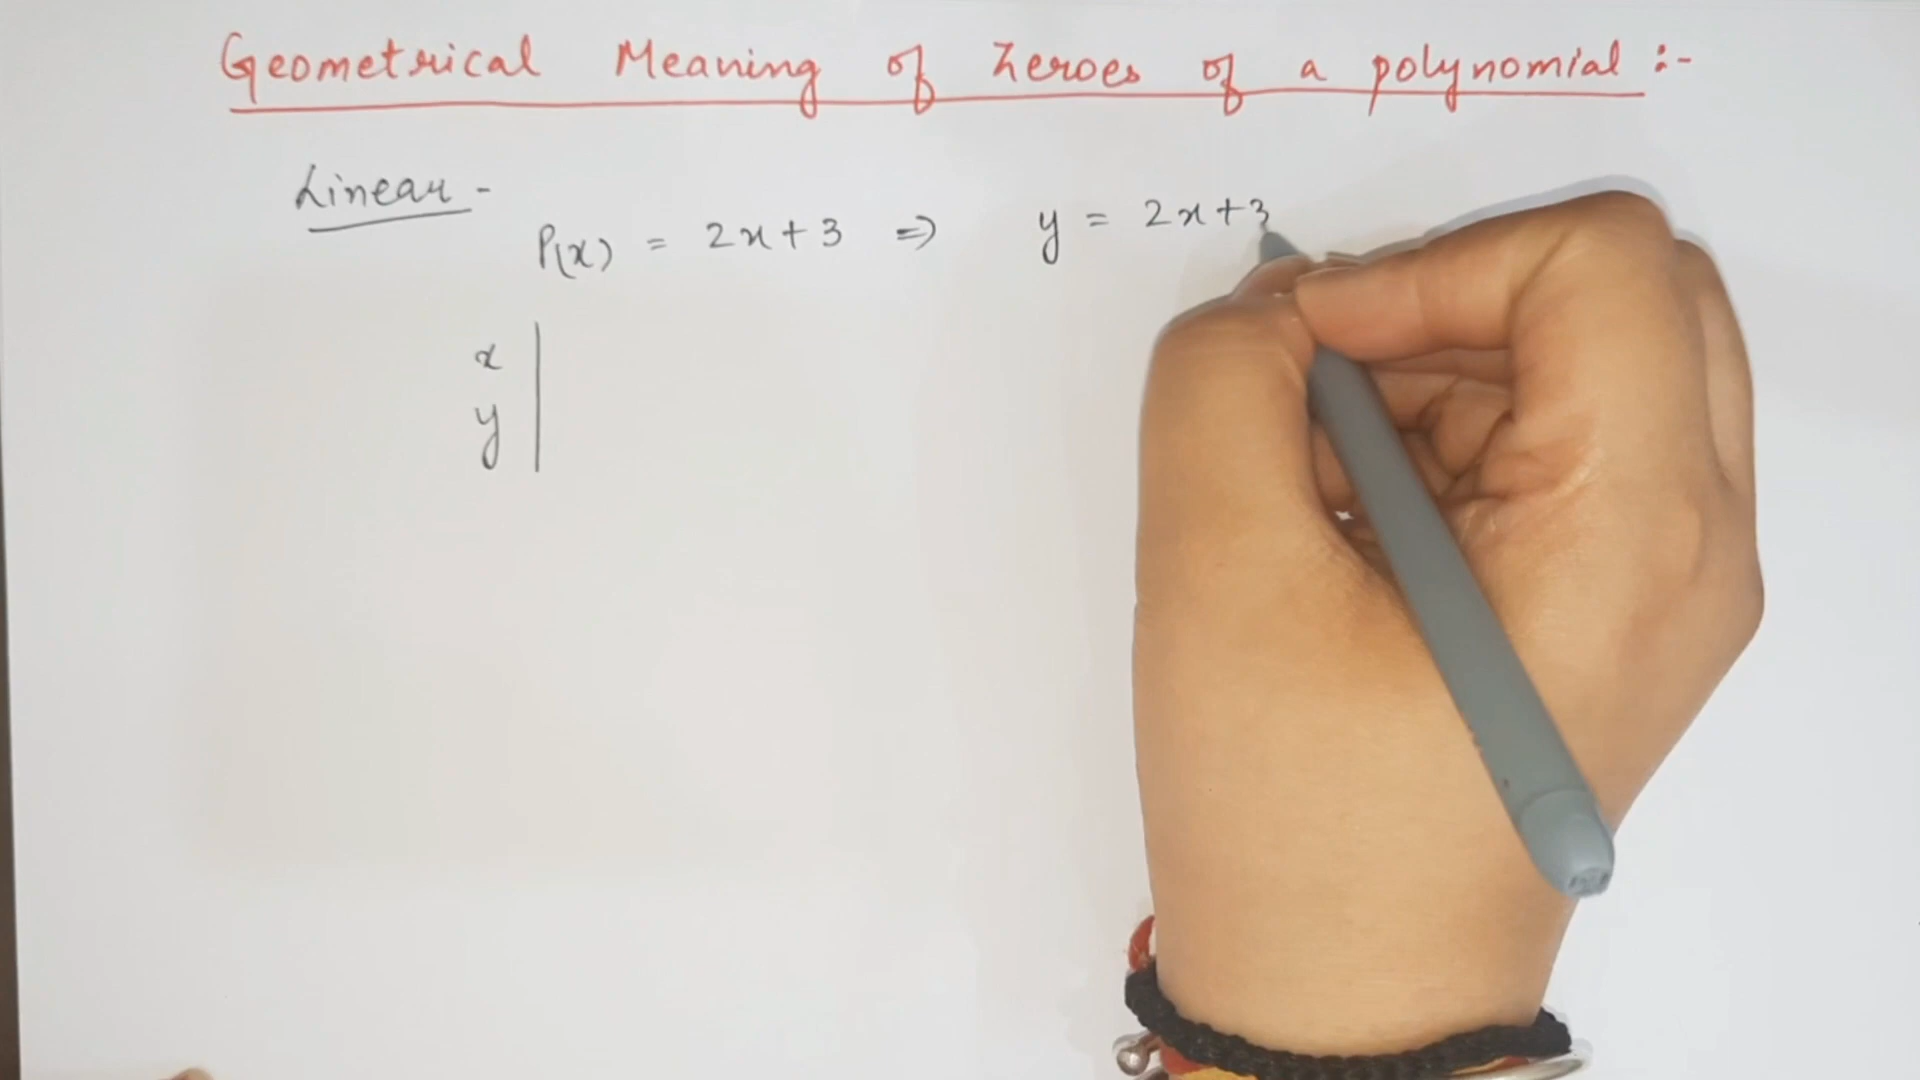 Geometrical Meaning of Zeroes of a polynomial :-
Linear -
P(x) = 2x+3 ⇒ y = 2x+3
x
y